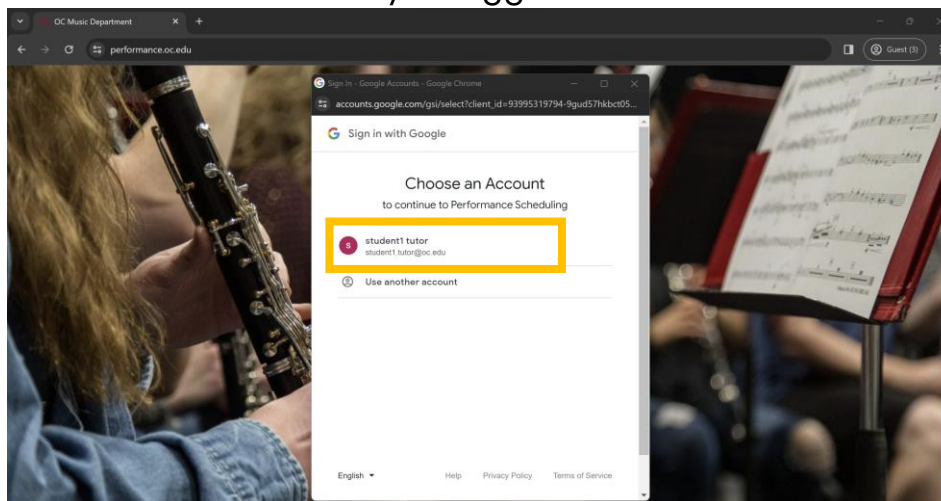 OC Music Department
performance.oc.edu
Guest (3)
Sign in - Google Accounts - Google Chrome
accounts.google.com/gsi/select?client_id=93995319794-9gud57hkbct05...
Sign in with Google
Choose an Account
to continue to Performance Scheduling
S
student1 tutor
student1.tutor@oc.edu
Use another account
English
Help Privacy Policy Terms of Service